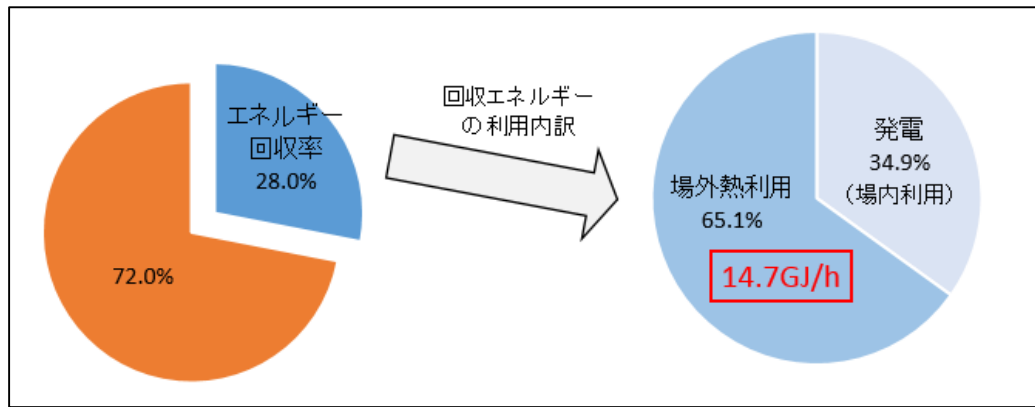 エネルギー
回収率
28.0%
72.0%
回収エネルギー
の利用内訳
場外熱利用
65.1%
14.7GJ/h
発電
34.9%
（場内利用）